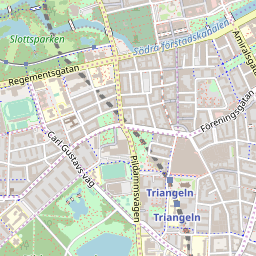 Slottsparken
Södra förstadskanalen
Amiralsgatan
Regementsgatan
Föreningsgatan
Carl Gustavs väg
Pildammsvägen
Triangeln
Triangeln